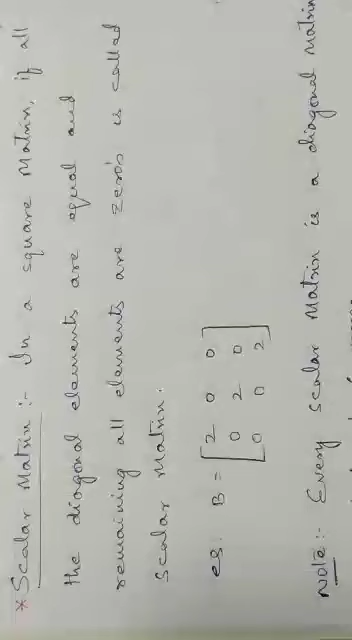 * Scalar Matrix :- In a square Matrix, if all
the diagonal elements are equal and
remaining all elements are zero's is called
Scalar Matrix.
eg: B = [2 0 0
0 2 0
0 0 2]
Note :- Every scalar Matrix is a diagonal Matrix